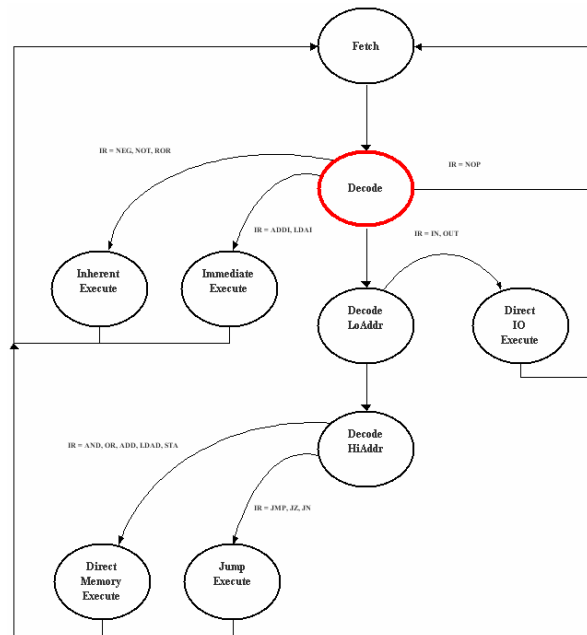 Fetch
IR = NEG, NOT, ROR
Decode
IR = NOP
IR = ADDI, LDAI
IR = IN, OUT
Inherent
Execute
Immediate
Execute
Decode
LoAddr
Direct
IO
Execute
Decode
HiAddr
IR = AND, OR, ADD, LDAD, STA
IR = JMP, JZ, JN
Direct
Memory
Execute
Jump
Execute